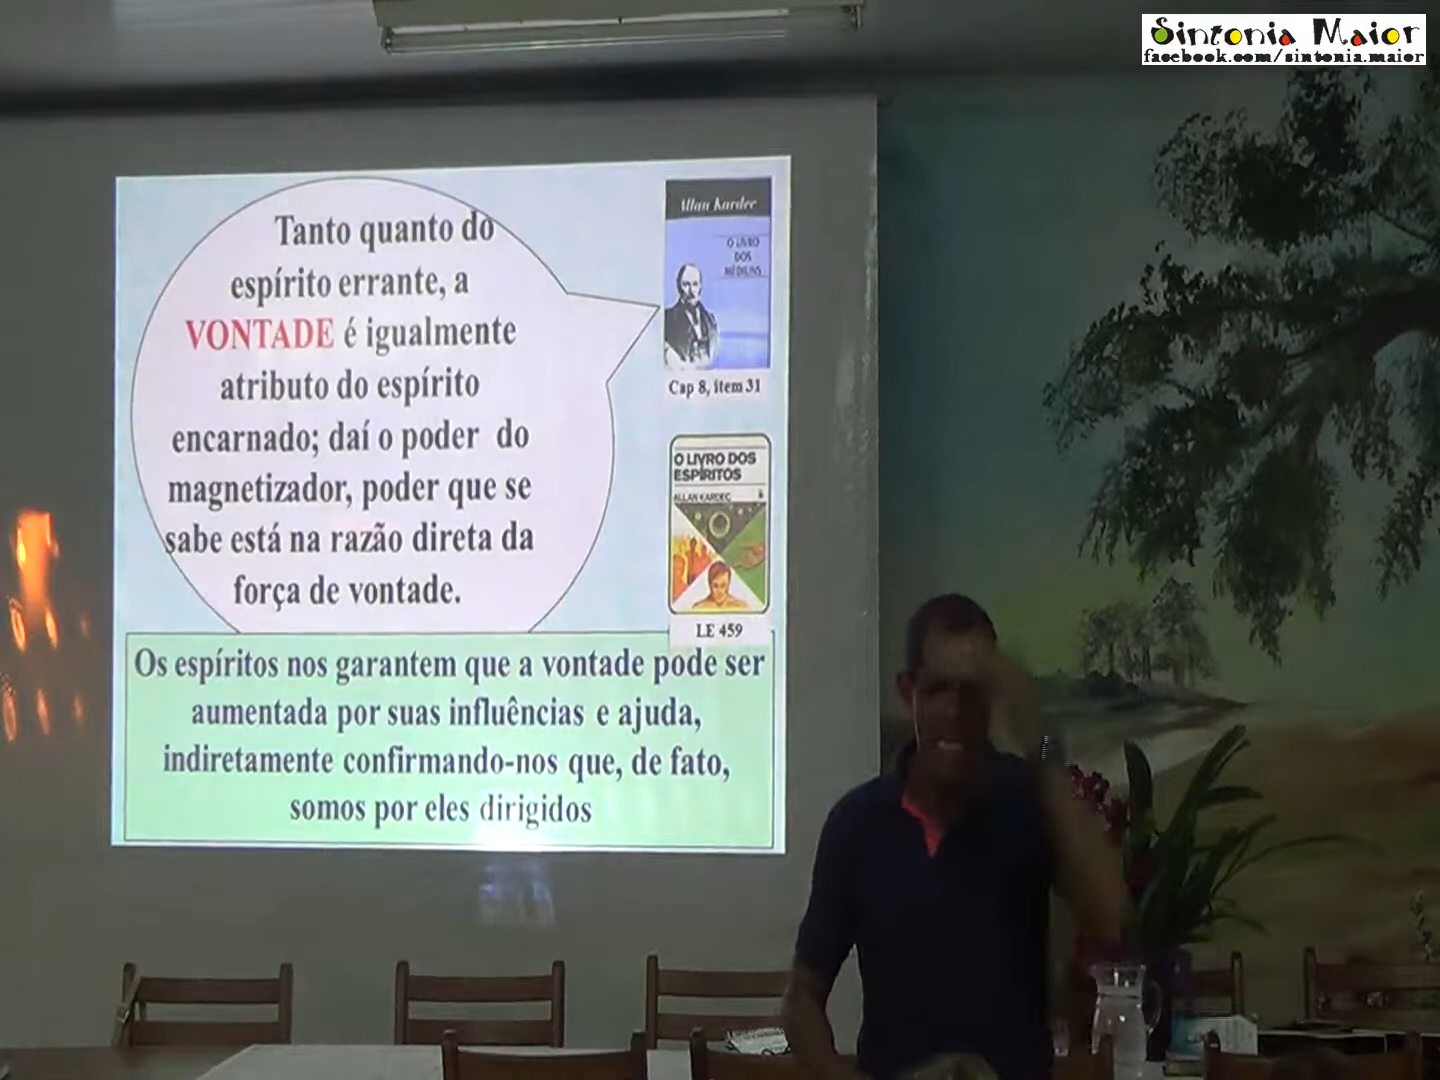 Sintonia Maior
facebook.com/sintonia.maior
Tanto quanto do
espírito errante, a
VONTADE é igualmente
atributo do espírito
encarnado; daí o poder do
magnetizador, poder que se
sabe está na razão direta da
força de vontade.
Allan Kardec
O LIVRO
DOS
MÉDIUNS
Cap 8, item 31
O LIVRO DOS
ESPÍRITOS
ALLAN KARDEC
LE 459
Os espíritos nos garantem que a vontade pode ser
aumentada por suas influências e ajuda,
indiretamente confirmando-nos que, de fato,
somos por eles dirigidos